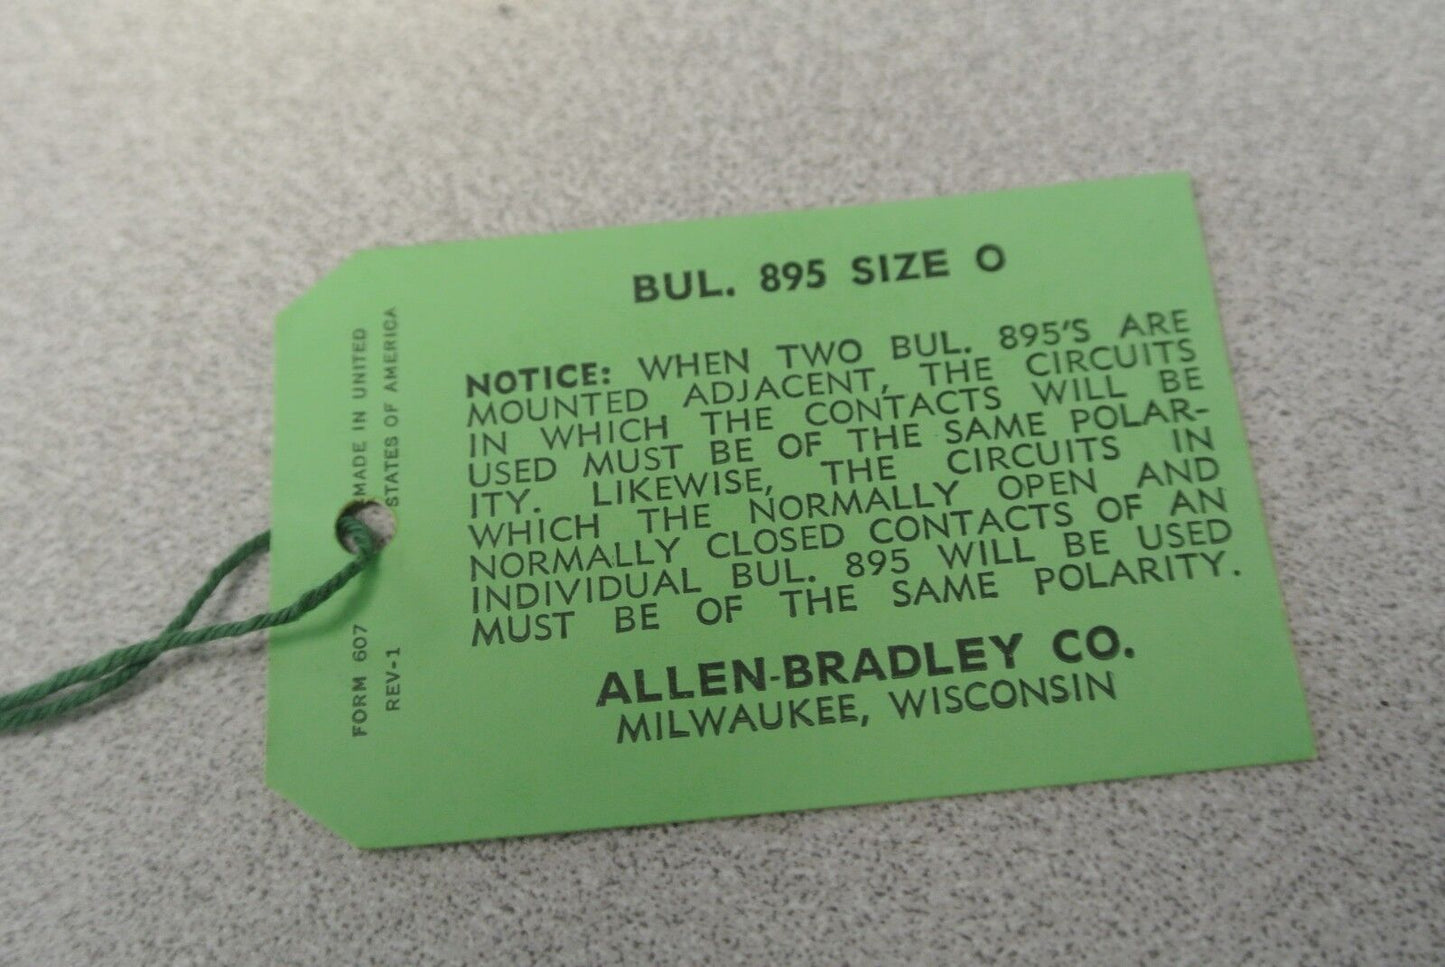 BUL. 895 SIZE O
NOTICE: WHEN TWO BUL. 895'S ARE
MOUNTED ADJACENT, THE CIRCUITS
IN WHICH THE CONTACTS WILL BE
USED MUST BE OF THE SAME POLAR-
ITY. LIKEWISE, THE CIRCUITS IN
WHICH THE NORMALLY OPEN AND
NORMALLY CLOSED CONTACTS OF AN
INDIVIDUAL BUL. 895 WILL BE USED
MUST BE OF THE SAME POLARITY.
ALLEN-BRADLEY CO.
MILWAUKEE, WISCONSIN
FORM 607
REV-1
MADE IN UNITED
STATES OF AMERICA